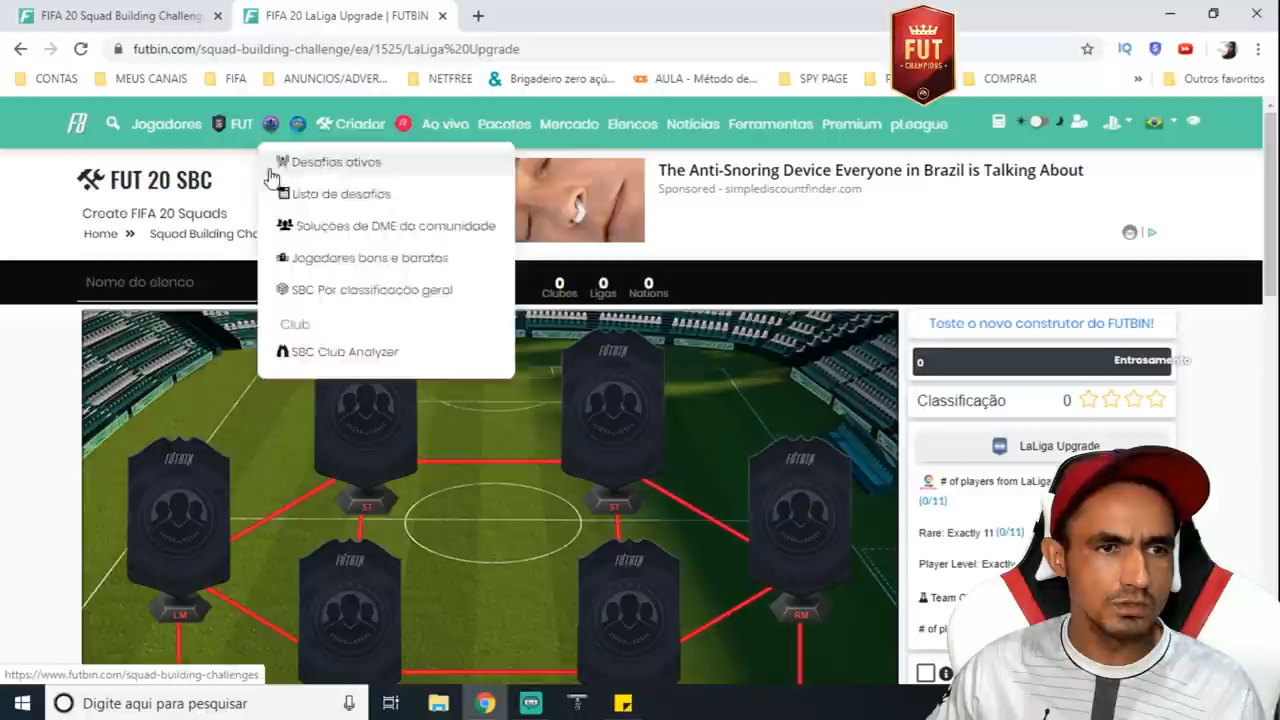 FIFA 20 Squad Building Challeng
FIFA 20 LaLiga Upgrade | FUTBIN
futbin.com/squad-building-challenge/ea/1525/LaLiga%20Upgrade
FUT
CHAMPIONS
CONTAS
MEUS CANAIS
FIFA
ANUNCIOS/ADVER...
NETFREE
Brigadeiro zero açú...
AULA - Método de...
SPY PAGE
COMPRAR
»
Outros favoritos
Jogadores
FUT
Criador
Ao vivo
Pacotes
Mercado
Elencos
Notícias
Ferramentas
Premium
pLeague
FUT 20 SBC
Create FIFA 20 Squads
Home » Squad Building Cha
Desafios ativos
Lista de desafios
Soluções de DME da comunidade
Jogadores bons e baratos
SBC Por classificação geral
Club
SBC Club Analyzer
The Anti-Snoring Device Everyone in Brazil is Talking About
Sponsored - simplediscountfinder.com
Nome do elenco
0 0 0
Clubes Ligas Nations
Teste o novo construtor do FUTBIN!
0 Entrosamento
Classificação 0
LaLiga Upgrade
# of players from LaLiga
(0/11)
Rare: Exactly 11 (0/11)
Player Level: Exactly
Team C
# of pl
FUTBIN
ST
ST
FUTBIN
FUTBIN
LM
RM
FUTBIN
FUTBIN
https://www.futbin.com/squad-building-challenges
Digite aqui para pesquisar